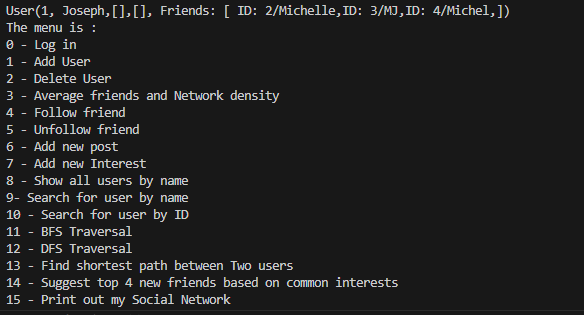 User(1, Joseph,[],[], Friends: [ ID: 2/Michelle,ID: 3/MJ,ID: 4/Michel,])
The menu is :
0 - Log in
1 - Add User
2 - Delete User
3 - Average friends and Network density
4 - Follow friend
5 - Unfollow friend
6 - Add new post
7 - Add new Interest
8 - Show all users by name
9- Search for user by name
10 - Search for user by ID
11 - BFS Traversal
12 - DFS Traversal
13 - Find shortest path between Two users
14 - Suggest top 4 new friends based on common interests
15 - Print out my Social Network